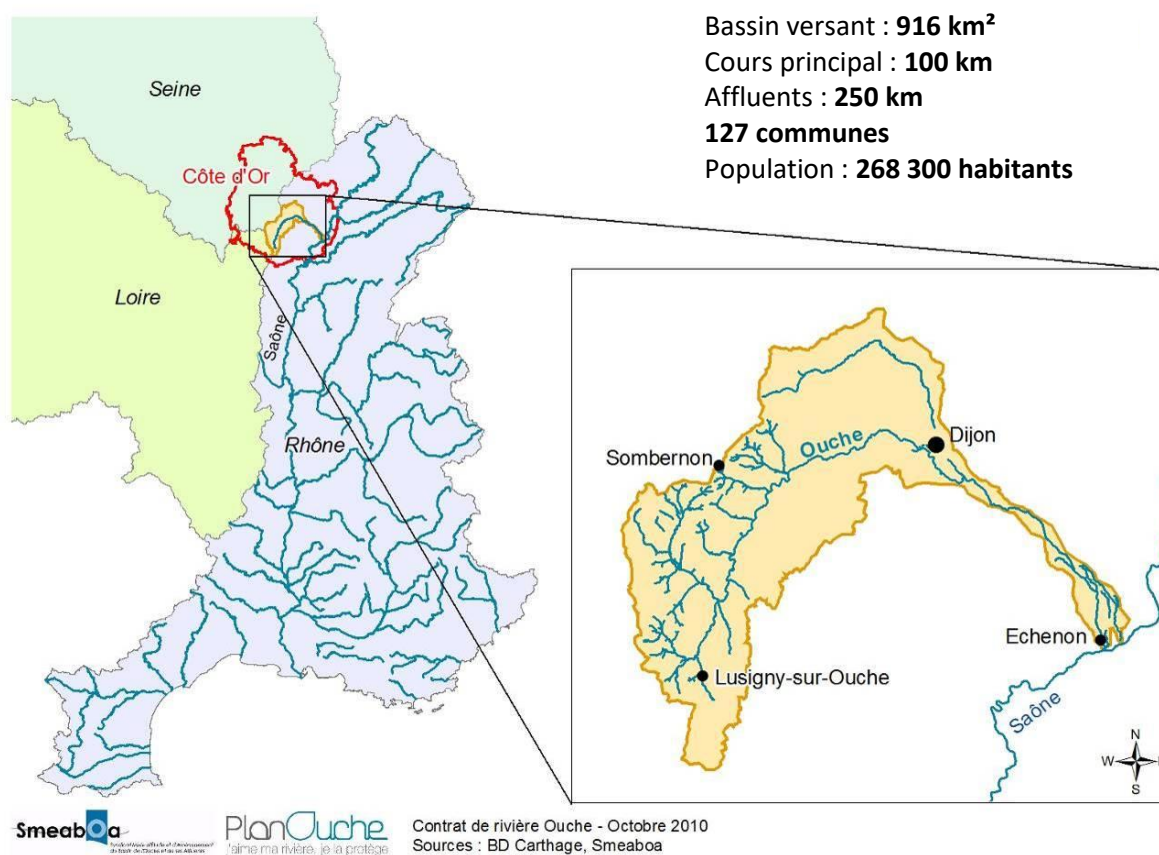 Bassin versant : 916 km²
Cours principal : 100 km
Affluents : 250 km
127 communes
Population : 268 300 habitants
Seine
Côte d'Or
Loire
Saône
Rhône
Ouche
Dijon
Sombernon
Echenon
Lusigny-sur-Ouche
Saône
N
W
S
Smeaboa
PlanOuche
j'aime ma rivière, je la protège
Contrat de rivière Ouche - Octobre 2010
Sources : BD Carthage, Smeaboa